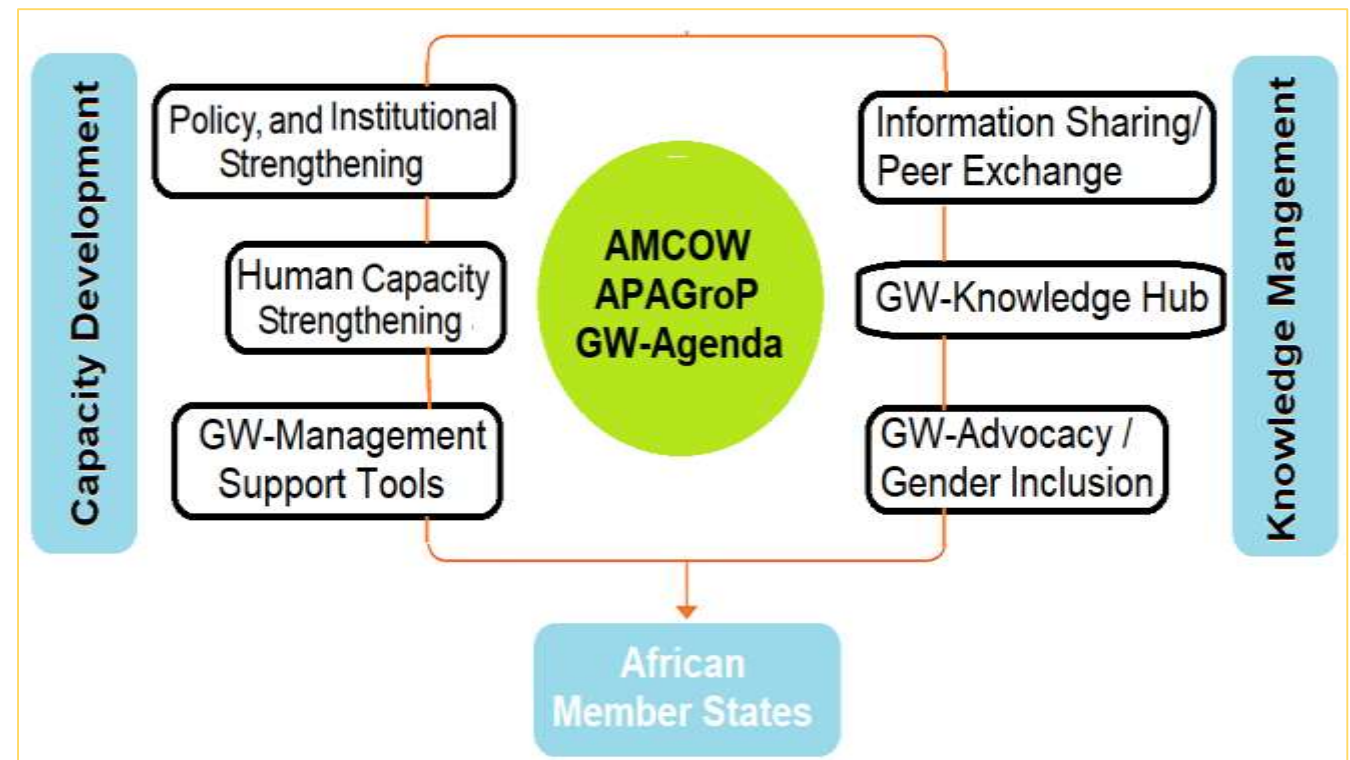 Capacity Development
Policy, and Institutional
Strengthening
Human Capacity
Strengthening
GW-Management
Support Tools
AMCOW
APAGroP
GW-Agenda
Information Sharing/
Peer Exchange
GW-Knowledge Hub
GW-Advocacy /
Gender Inclusion
Knowledge Mangement
African
Member States